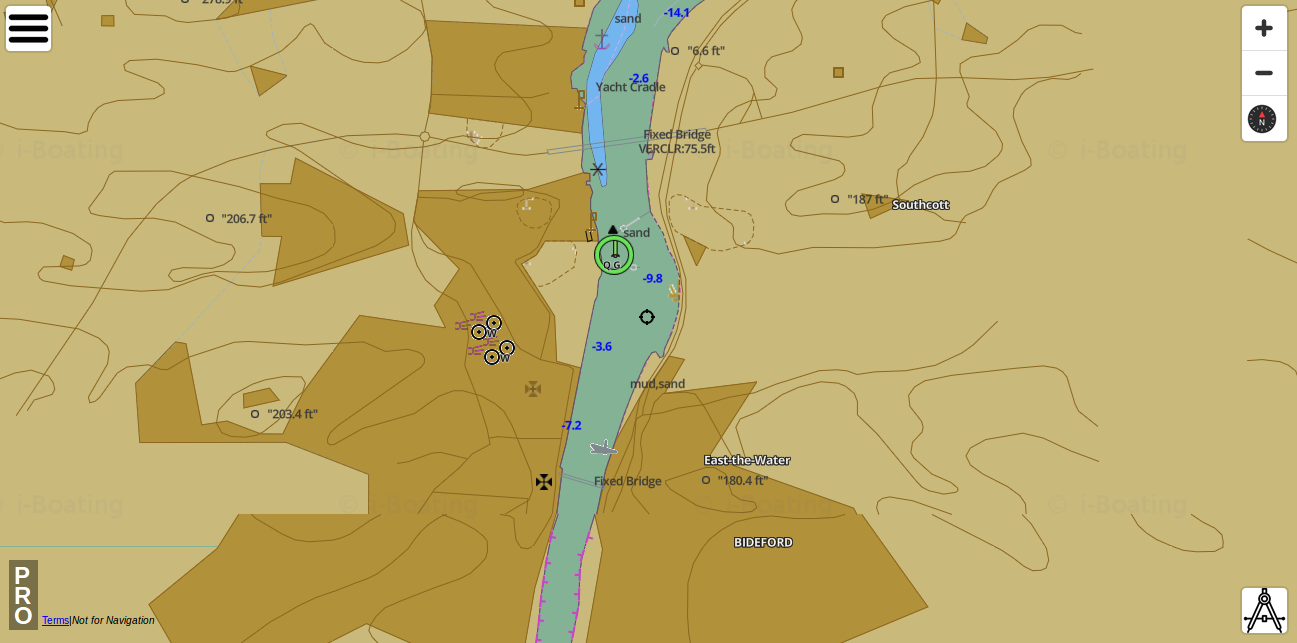 "278.9 ft"
sand
-14.1
"6.6 ft"
-2.6
Yacht Cradle
Fixed Bridge
VERCLR:75.5ft
© i-Boating
© i-Boating
© i-Boating
© i-Boating
"187 ft"
Southcott
"206.7 ft"
sand
Q.G
-9.8
W
-3.6
W
mud,sand
"203.4 ft"
-7.2
East-the-Water
"180.4 ft"
Fixed Bridge
© i-Boating
© i-Boating
© i-Boating
© i-Boating
BIDEFORD
N
PRO
Terms|Not for Navigation